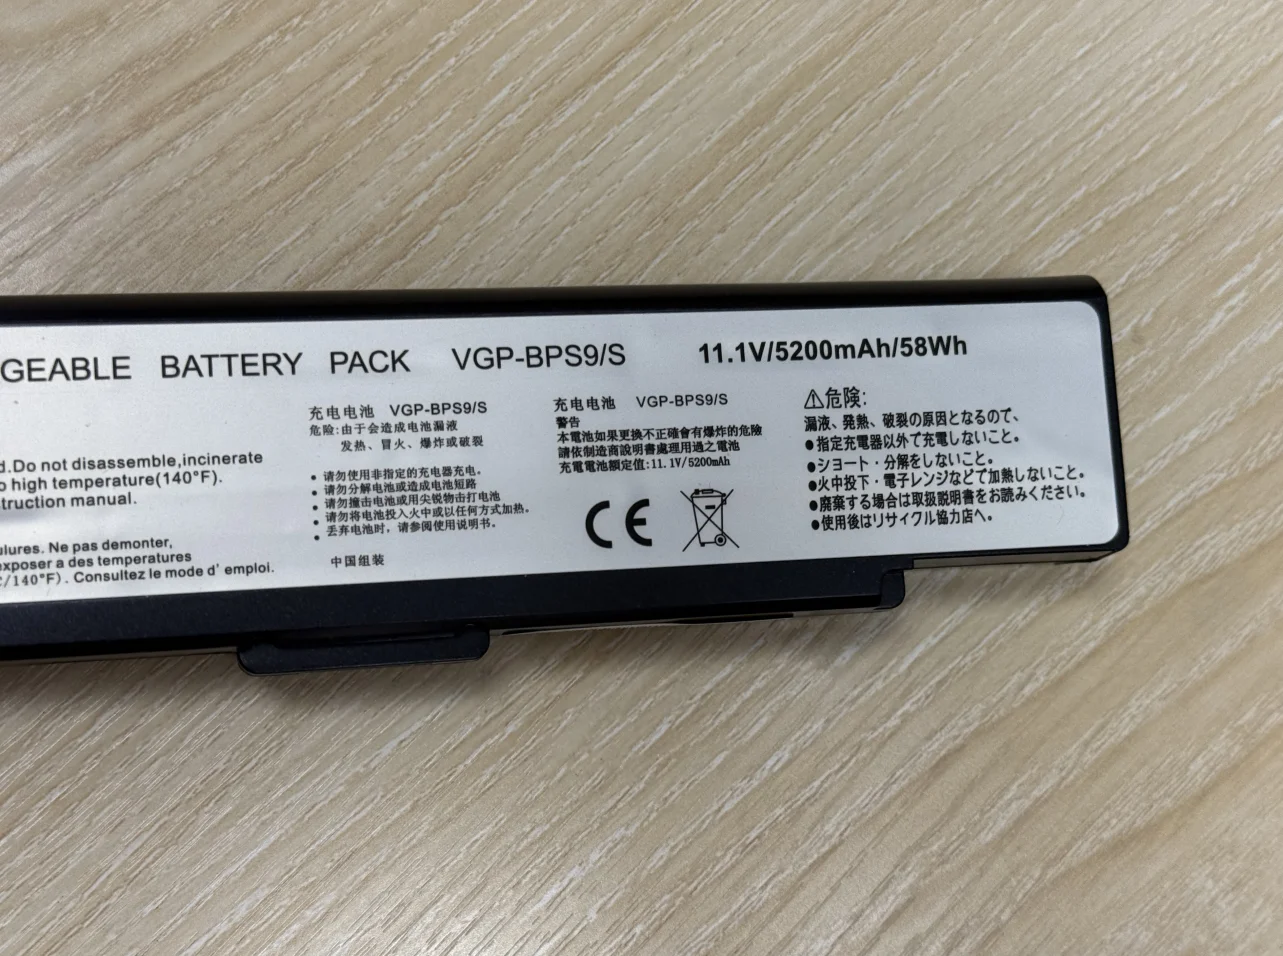 GEABLE BATTERY PACK VGP-BPS9/S 11.1V/5200mAh/58Wh
d.Do not disassemble,incinerate
o high temperature(140°F).
struction manual.
ulures. Ne pas demonter,
exposer a des temperatures
/140°F). Consultez le mode d' emploi.
充电电池 VGP-BPS9/S
危险:由于会造成电池漏液
发热、冒火、爆炸或破裂
• 请勿使用非指定的充电器充电。
• 请勿分解电池或造成电池短路
• 请勿撞击电池或用尖锐物击打电池
• 请勿将电池投入火中或以任何方式加热。
• 丢弃电池时，请参阅使用说明书。
中国组装
充電电池 VGP-BPS9/S
警告
本電池如果更换不正確會有爆炸的危險
請依制造商說明書處理用過之電池
充電電池額定值:11.1V/5200mAh
CE
⚠危険:
漏液、発熱、破裂の原因となるので、
●指定充電器以外で充電しないこと。
●ショート・分解をしないこと。
●火中投下・電子レンジなどで加熱しないこと。
●廃棄する場合は取扱説明書をお読みください。
●使用後はリサイクル協力店へ。